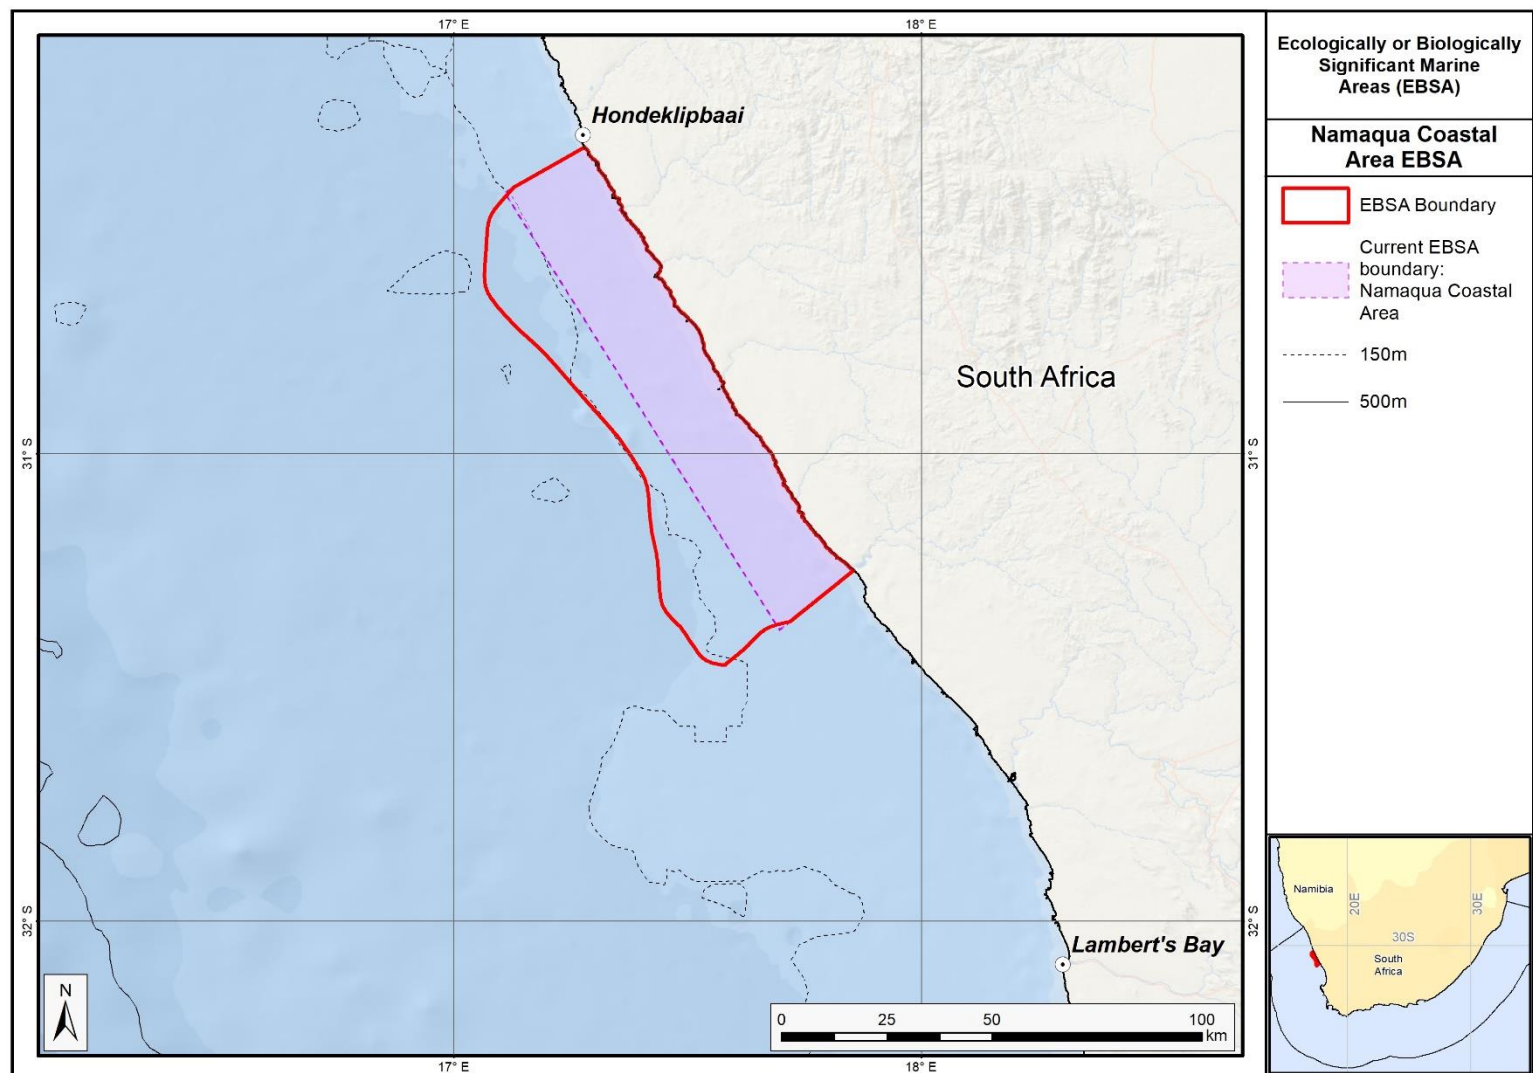 17° E
18° E
Hondeklipbaai
South Africa
31° S
31° S
32° S
32° S
Lambert's Bay
N
0 25 50 100
km
17° E
18° E
Ecologically or Biologically
Significant Marine
Areas (EBSA)
Namaqua Coastal
Area EBSA
EBSA Boundary
Current EBSA
boundary:
Namaqua Coastal
Area
150m
500m
Namibia
20E
30E
30S
South
Africa